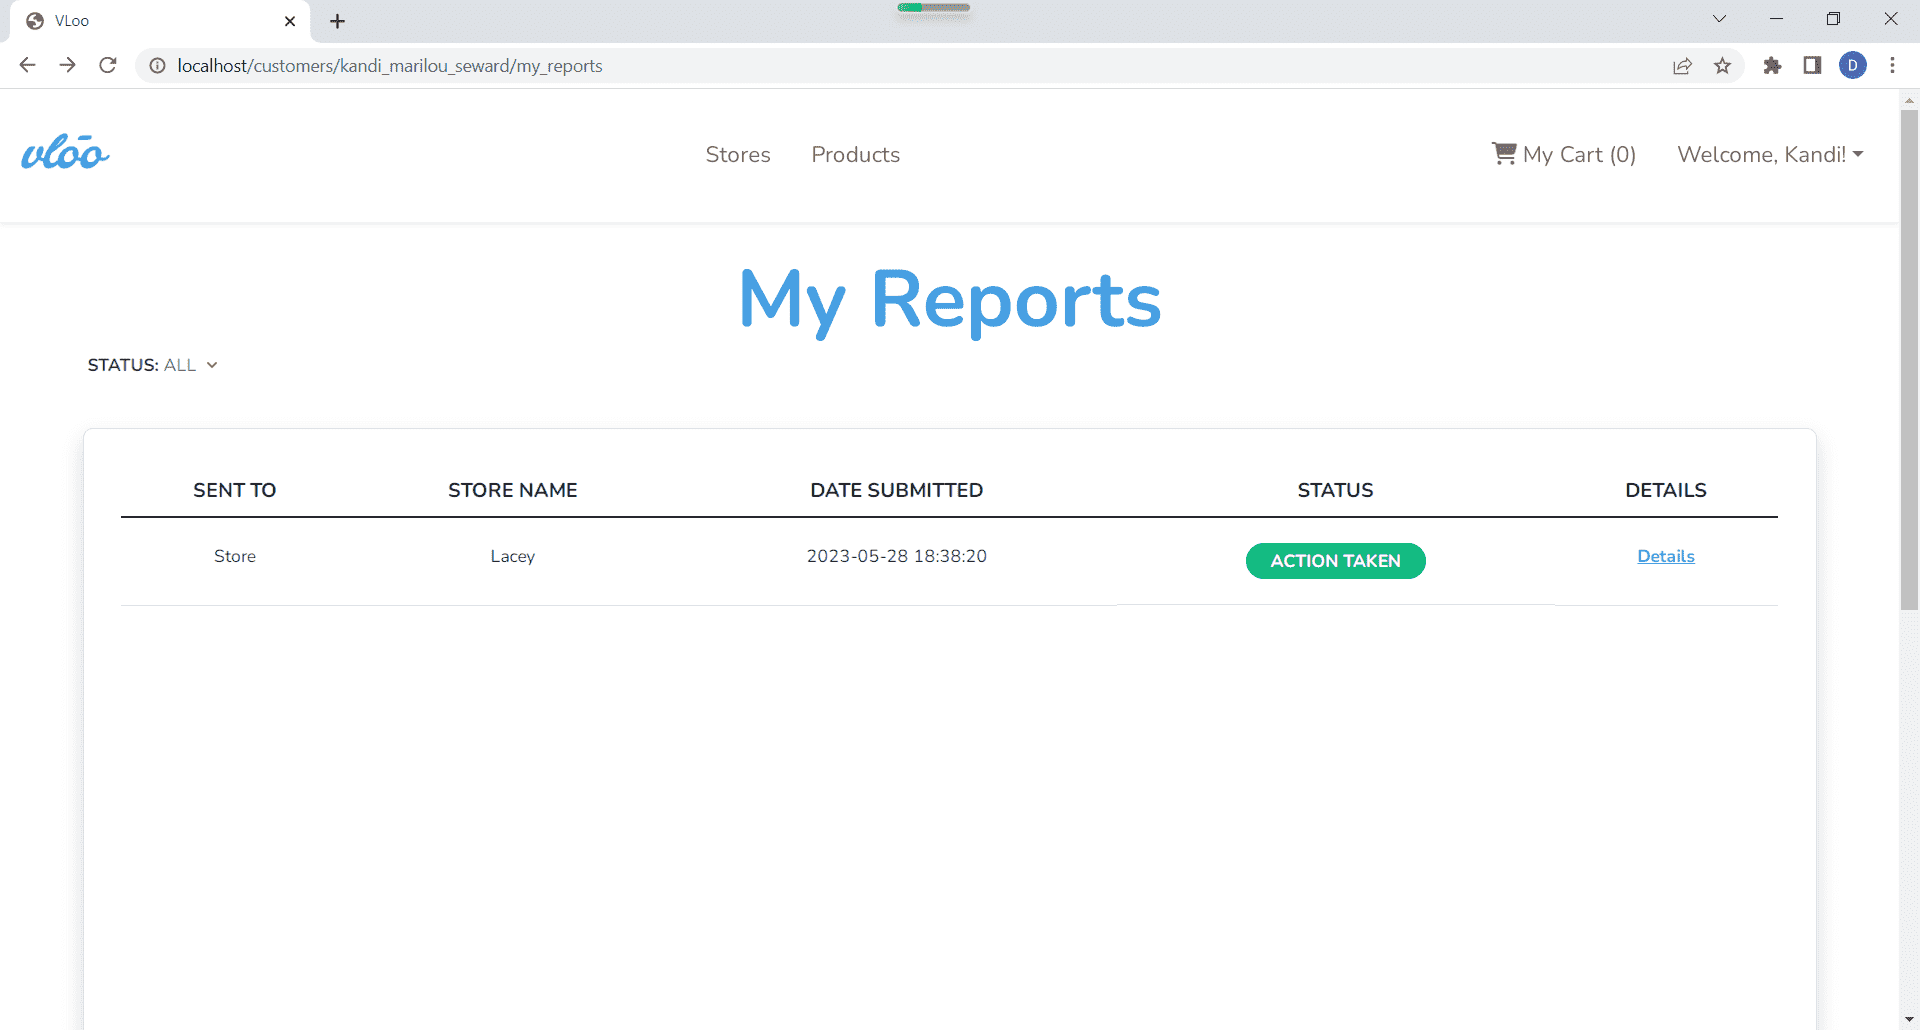 VLoo
localhost/customers/kandi_marilou_seward/my_reports
D
vlōo
Stores Products My Cart (0) Welcome, Kandi!
My Reports
STATUS: ALL
SENT TO STORE NAME DATE SUBMITTED STATUS DETAILS
Store Lacey 2023-05-28 18:38:20 ACTION TAKEN Details